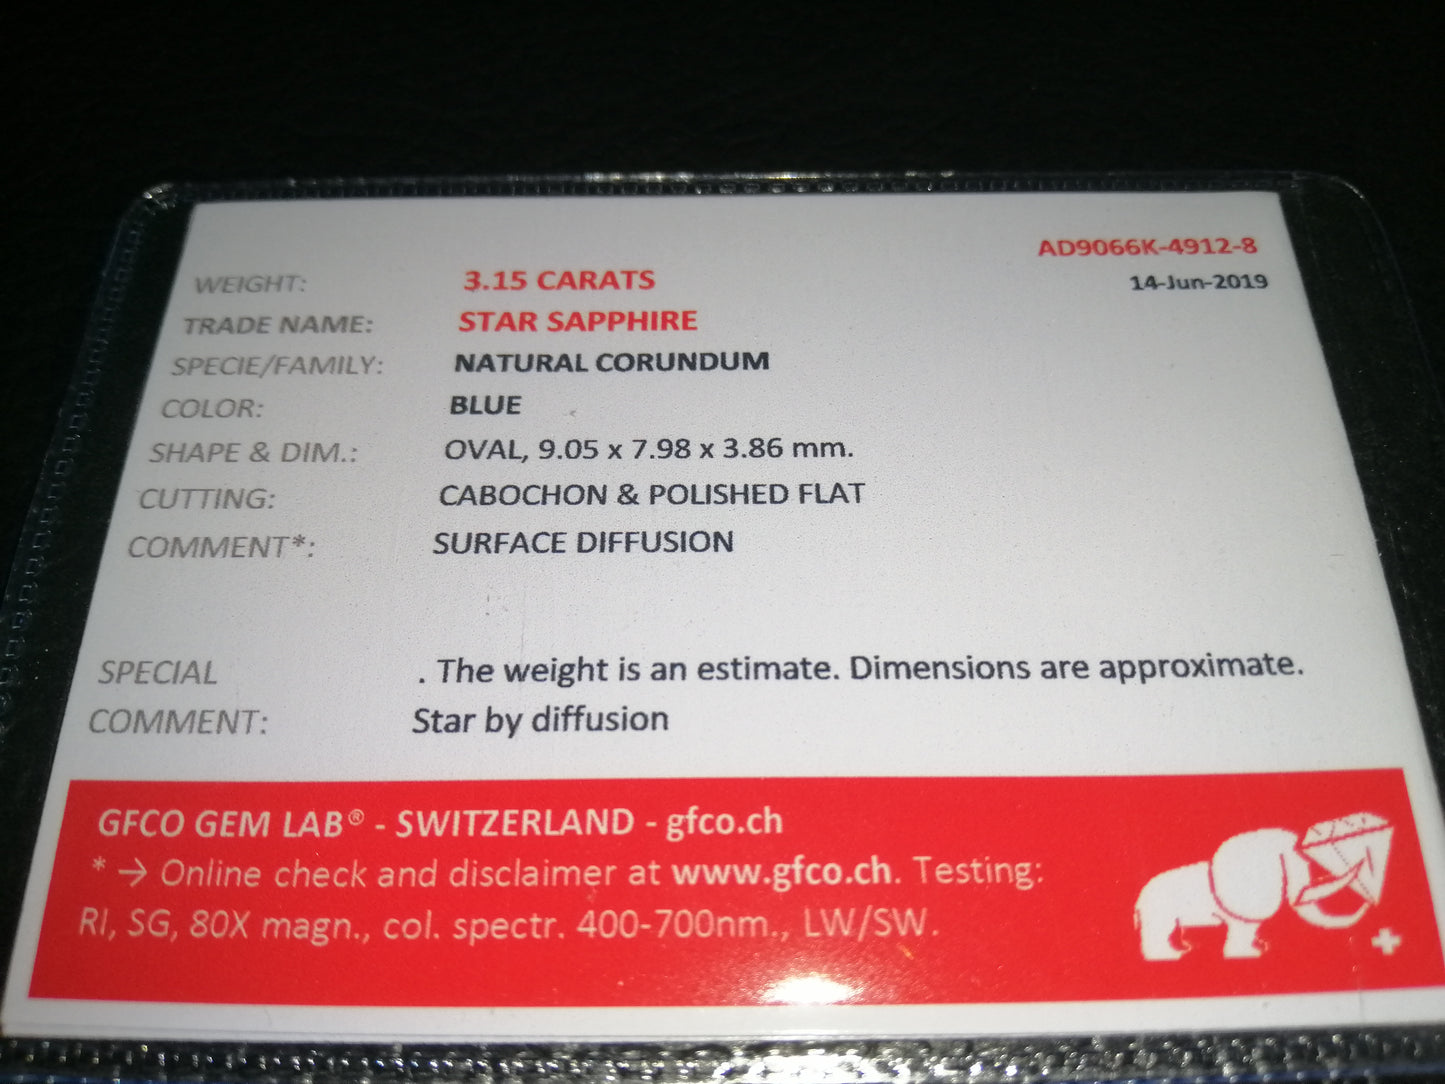 AD9066K-4912-8
WEIGHT: 3.15 CARATS 14-Jun-2019
TRADE NAME: STAR SAPPHIRE
SPECIE/FAMILY: NATURAL CORUNDUM
COLOR: BLUE
SHAPE & DIM.: OVAL, 9.05 x 7.98 x 3.86 mm.
CUTTING: CABOCHON & POLISHED FLAT
COMMENT*: SURFACE DIFFUSION
SPECIAL . The weight is an estimate. Dimensions are approximate.
COMMENT: Star by diffusion
GFCO GEM LAB® - SWITZERLAND - gfco.ch
* → Online check and disclaimer at www.gfco.ch. Testing:
RI, SG, 80X magn., col. spectr. 400-700nm., LW/SW.